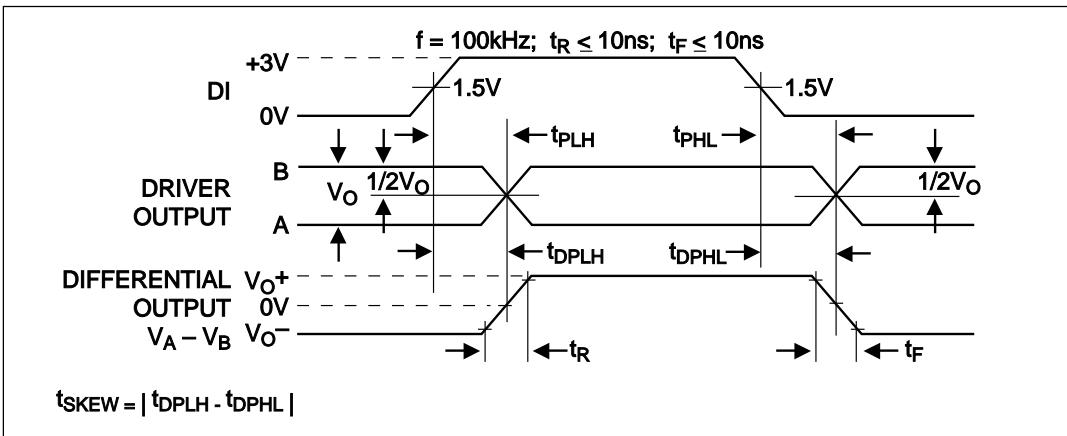 f = 100kHz; tR ≤ 10ns; tF ≤ 10ns
+3V
DI
1.5V
1.5V
0V
tPLH
tPHL
B
DRIVER
OUTPUT
VO
1/2VO
1/2VO
A
tDPLH
tDPHL
DIFFERENTIAL
OUTPUT
VA – VB
VO+
0V
VO–
tR
tF
tSKEW = | tDPLH - tDPHL |